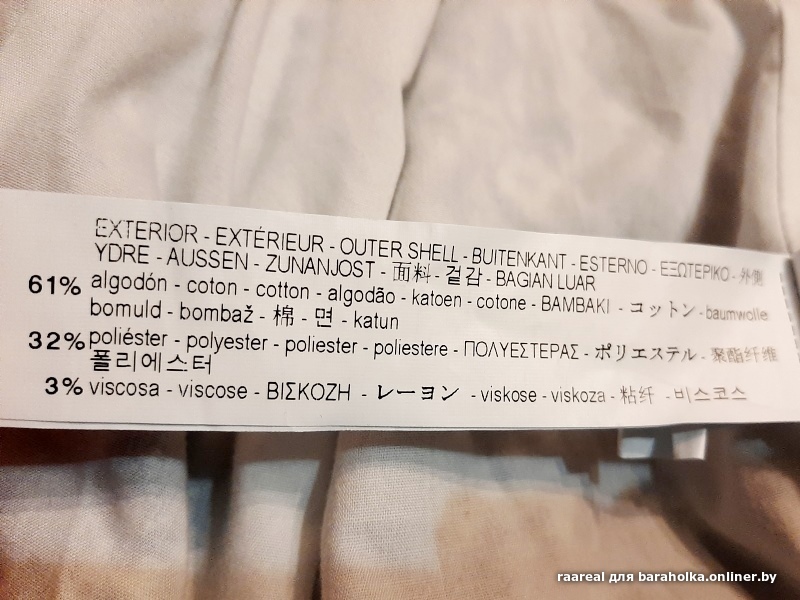 EXTERIOR - EXTÉRIEUR - OUTER SHELL - BUITENKANT - ESTERNO - ΕΞΩΤΕΡΙΚΟ - 外側
YDRE - AUSSEN - ZUNANJOST - 面料 - 겉감 - BAGIAN LUAR
61% algodón - coton - cotton - algodão - katoen - cotone - BAMBAKI - コットン - baumwolle
bomuld - bombaž - 棉 - 면 - katun
32% poliéster - polyester - poliester - poliestere - ΠΟΛΥΕΣΤΕΡΑΣ - ポリエステル - 聚酯纤维
폴리에스터
3% viscosa - viscose - ΒΙΣΚΟΖΗ - レーヨン - viskose - viskoza - 粘纤 - 비스코스
raareal для baraholka.onliner.by